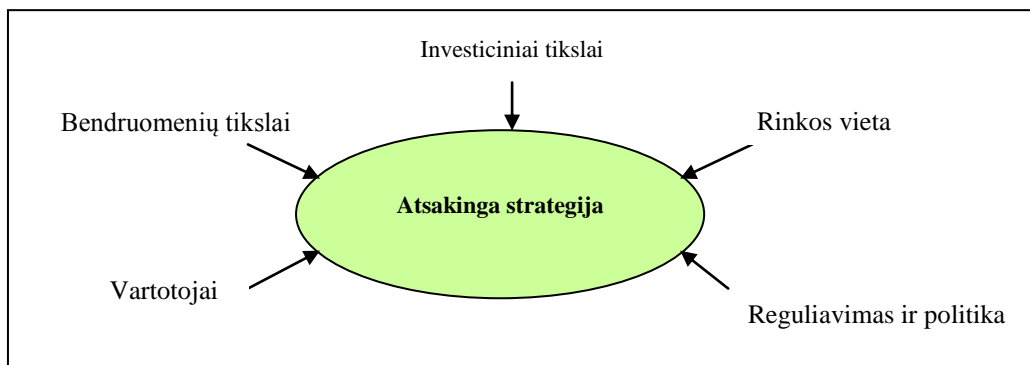 Investiciniai tikslai
Bendruomenių tikslai
Rinkos vieta
Atsakinga strategija
Vartotojai
Reguliavimas ir politika